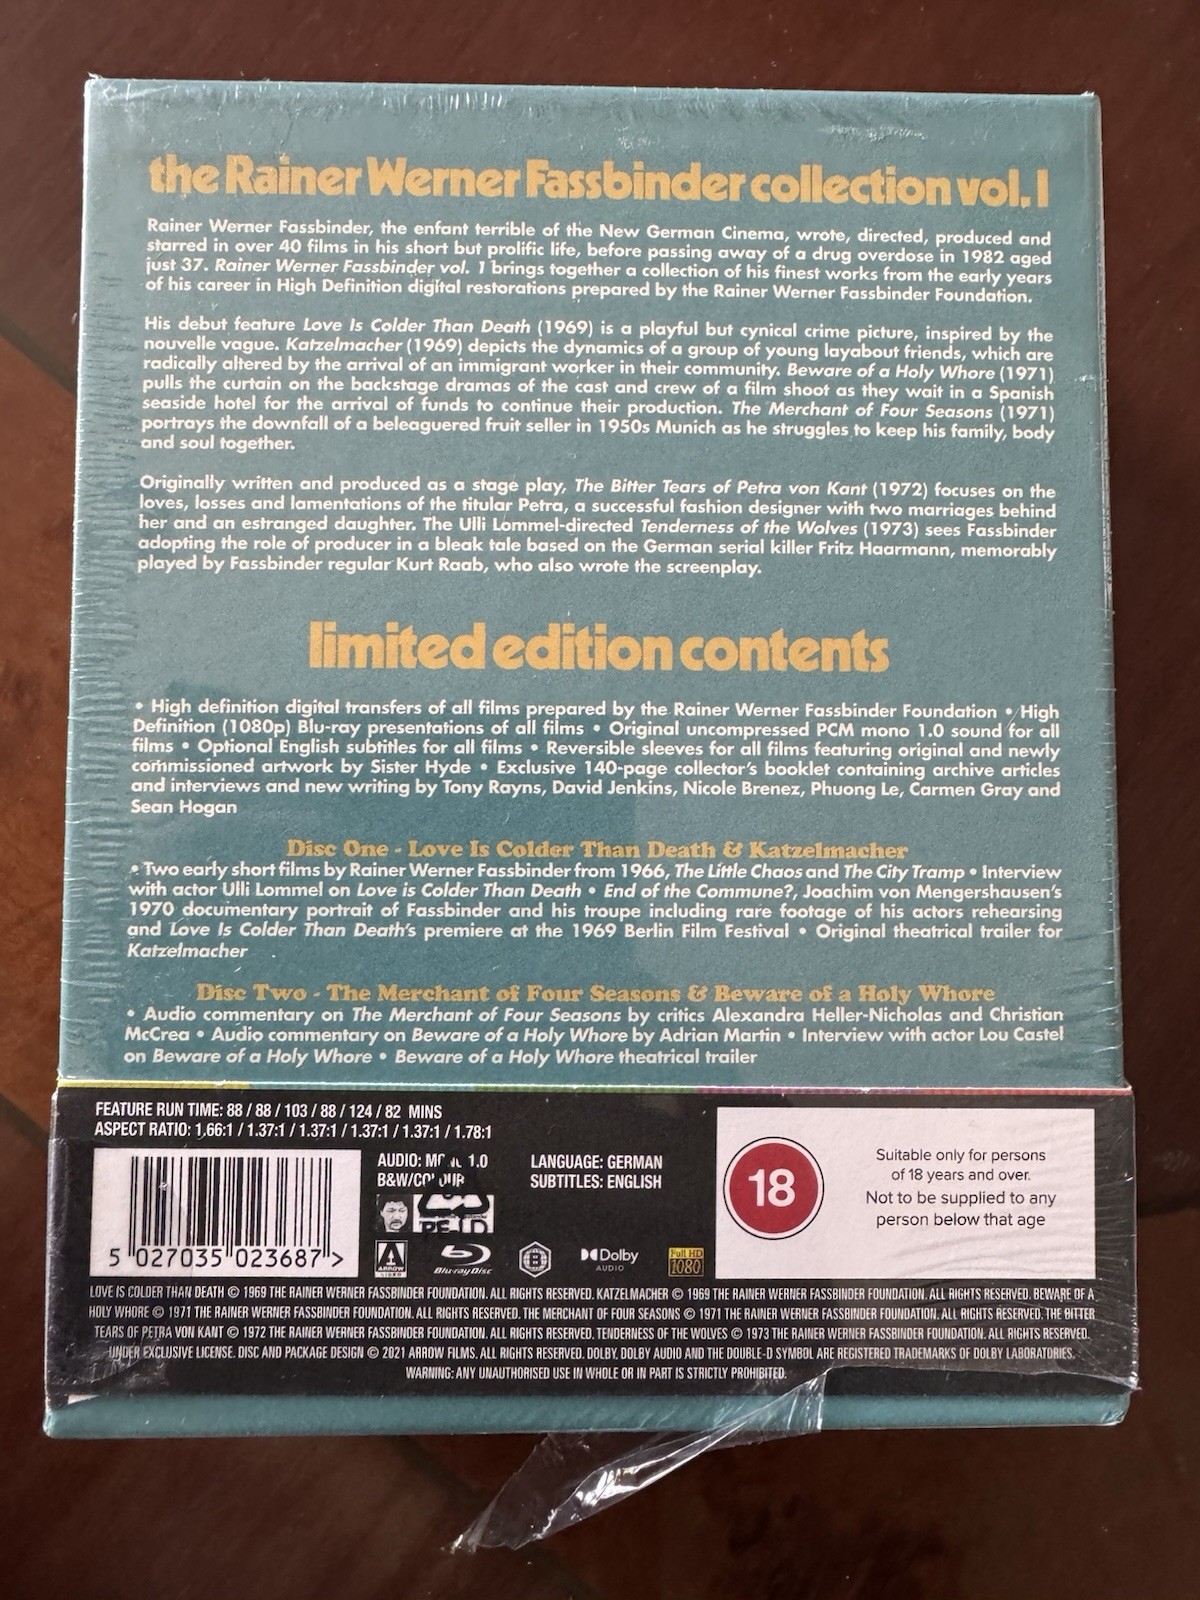 the Rainer Werner Fassbinder collection vol. 1
Rainer Werner Fassbinder, the enfant terrible of the New German Cinema, wrote, directed, produced and
starred in over 40 films in his short but prolific life, before passing away of a drug overdose in 1982 aged
just 37. Rainer Werner Fassbinder vol. 1 brings together a collection of his finest works from the early years
of his career in High Definition digital restorations prepared by the Rainer Werner Fassbinder Foundation.
His debut feature Love Is Colder Than Death (1969) is a playful but cynical crime picture, inspired by the
nouvelle vague. Katzelmacher (1969) depicts the dynamics of a group of young layabout friends, which are
radically altered by the arrival of an immigrant worker in their community. Beware of a Holy Whore (1971)
pulls the curtain on the backstage dramas of the cast and crew of a film shoot as they wait in a Spanish
seaside hotel for the arrival of funds to continue their production. The Merchant of Four Seasons (1971)
portrays the downfall of a beleaguered fruit seller in 1950s Munich as he struggles to keep his family, body
and soul together.
Originally written and produced as a stage play, The Bitter Tears of Petra von Kant (1972) focuses on the
loves, losses and lamentations of the titular Petra, a successful fashion designer with two marriages behind
her and an estranged daughter. The Ulli Lommel-directed Tenderness of the Wolves (1973) sees Fassbinder
adopting the role of producer in a bleak tale based on the German serial killer Fritz Haarmann, memorably
played by Fassbinder regular Kurt Raab, who also wrote the screenplay.
limited edition contents
• High definition digital transfers of all films prepared by the Rainer Werner Fassbinder Foundation • High
Definition (1080p) Blu-ray presentations of all films • Original uncompressed PCM mono 1.0 sound for all
films • Optional English subtitles for all films • Reversible sleeves for all films featuring original and newly
commissioned artwork by Sister Hyde • Exclusive 140-page collector's booklet containing archive articles
and interviews and new writing by Tony Rayns, David Jenkins, Nicole Brenez, Phuong Le, Carmen Gray and
Sean Hogan
Disc One - Love Is Colder Than Death & Katzelmacher
• Two early short films by Rainer Werner Fassbinder from 1966, The Little Chaos and The City Tramp • Interview
with actor Ulli Lommel on Love is Colder Than Death • End of the Commune?, Joachim von Mengershausen's
1970 documentary portrait of Fassbinder and his troupe including rare footage of his actors rehearsing
and Love Is Colder Than Death's premiere at the 1969 Berlin Film Festival • Original theatrical trailer for
Katzelmacher
Disc Two - The Merchant of Four Seasons & Beware of a Holy Whore
• Audio commentary on The Merchant of Four Seasons by critics Alexandra Heller-Nicholas and Christian
McCrea • Audio commentary on Beware of a Holy Whore by Adrian Martin • Interview with actor Lou Castel
on Beware of a Holy Whore • Beware of a Holy Whore theatrical trailer
FEATURE RUN TIME: 88 / 88 / 103 / 88 / 124 / 82 MINS
ASPECT RATIO: 1.66:1 / 1.37:1 / 1.37:1 / 1.37:1 / 1.37:1 / 1.78:1
AUDIO: MONO 1.0
B&W/COLOUR
LANGUAGE: GERMAN
SUBTITLES: ENGLISH
5 027035 023687 >
ARROW
VIDEO
Blu-ray Disc
Dolby
AUDIO
Full HD
1080
18
Suitable only for persons
of 18 years and over.
Not to be supplied to any
person below that age
LOVE IS COLDER THAN DEATH © 1969 THE RAINER WERNER FASSBINDER FOUNDATION. ALL RIGHTS RESERVED. KATZELMACHER © 1969 THE RAINER WERNER FASSBINDER FOUNDATION. ALL RIGHTS RESERVED. BEWARE OF A
HOLY WHORE © 1971 THE RAINER WERNER FASSBINDER FOUNDATION. ALL RIGHTS RESERVED. THE MERCHANT OF FOUR SEASONS © 1971 THE RAINER WERNER FASSBINDER FOUNDATION. ALL RIGHTS RESERVED. THE BITTER
TEARS OF PETRA VON KANT © 1972 THE RAINER WERNER FASSBINDER FOUNDATION. ALL RIGHTS RESERVED. TENDERNESS OF THE WOLVES © 1973 THE RAINER WERNER FASSBINDER FOUNDATION. ALL RIGHTS RESERVED.
UNDER EXCLUSIVE LICENSE. DISC AND PACKAGE DESIGN © 2021 ARROW FILMS. ALL RIGHTS RESERVED. DOLBY, DOLBY AUDIO AND THE DOUBLE-D SYMBOL ARE REGISTERED TRADEMARKS OF DOLBY LABORATORIES.
WARNING: ANY UNAUTHORISED USE IN WHOLE OR IN PART IS STRICTLY PROHIBITED.